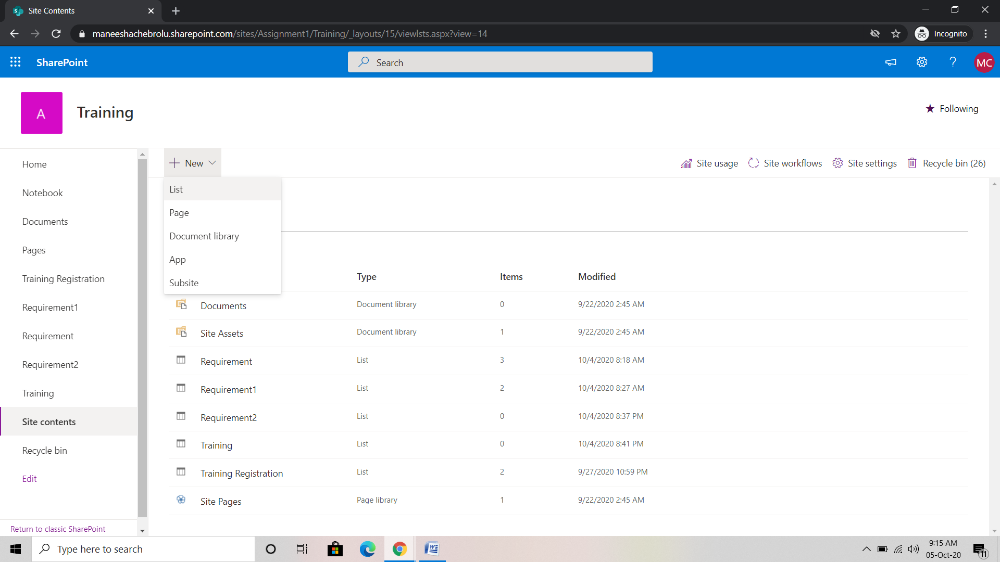 Site Contents
maneeshachebrolu.sharepoint.com/sites/Assignment1/Training/_layouts/15/viewlsts.aspx?view=14
Incognito
SharePoint
Search
MC
A
Training
Following
Home
Notebook
Documents
Pages
Training Registration
Requirement1
Requirement
Requirement2
Training
Site contents
Recycle bin
Edit
Return to classic SharePoint
New
Site usage
Site workflows
Site settings
Recycle bin (26)
List
Page
Document library
App
Subsite
Type Items Modified
Documents Document library 0 9/22/2020 2:45 AM
Site Assets Document library 1 9/22/2020 2:45 AM
Requirement List 3 10/4/2020 8:18 AM
Requirement1 List 2 10/4/2020 8:27 AM
Requirement2 List 0 10/4/2020 8:37 PM
Training List 0 10/4/2020 8:41 PM
Training Registration List 2 9/27/2020 10:59 PM
Site Pages Page library 1 9/22/2020 2:45 AM
Type here to search
9:15 AM
05-Oct-20
11